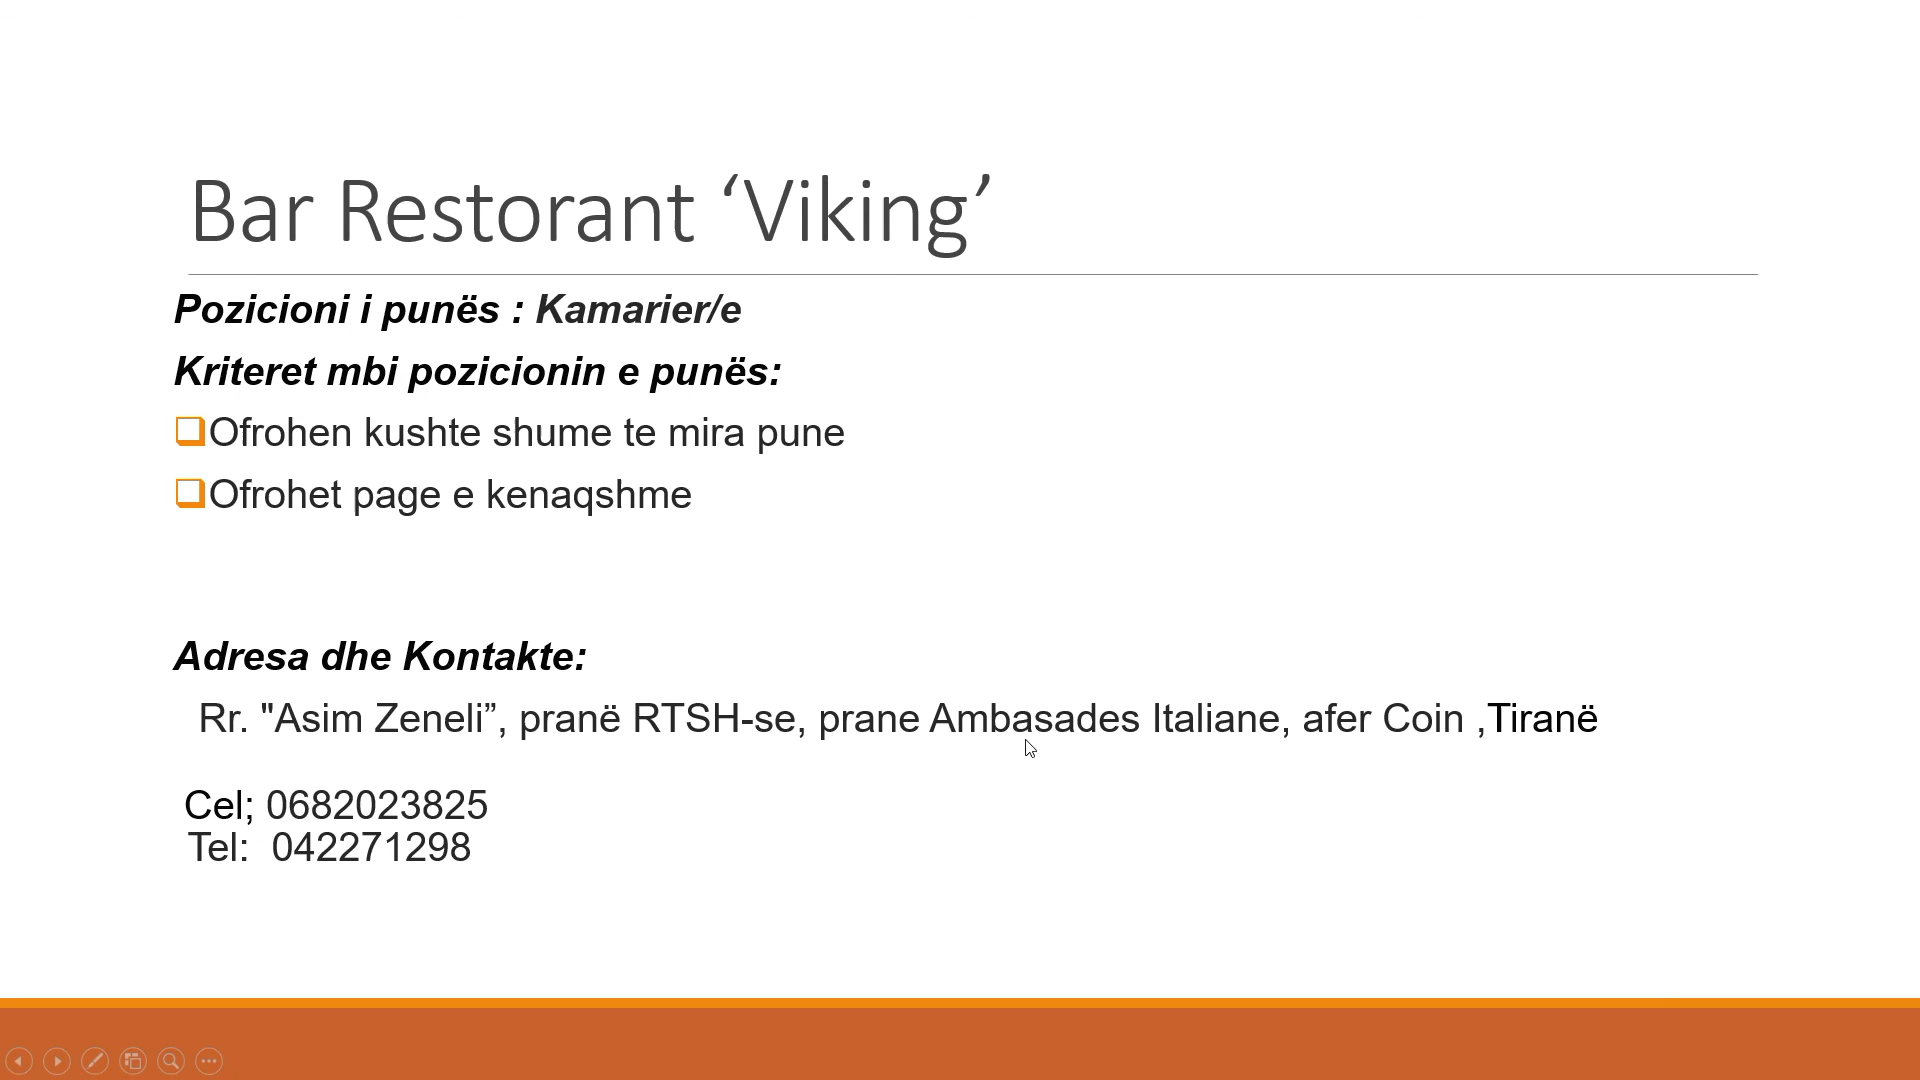 Bar Restorant ‘Viking’
Pozicioni i punës : Kamarier/e
Kriteret mbi pozicionin e punës:
Ofrohen kushte shume te mira pune
Ofrohet page e kenaqshme
Adresa dhe Kontakte:
Rr. "Asim Zeneli”, pranë RTSH-se, prane Ambasades Italiane, afer Coin ,Tiranë
Cel; 0682023825
Tel: 042271298